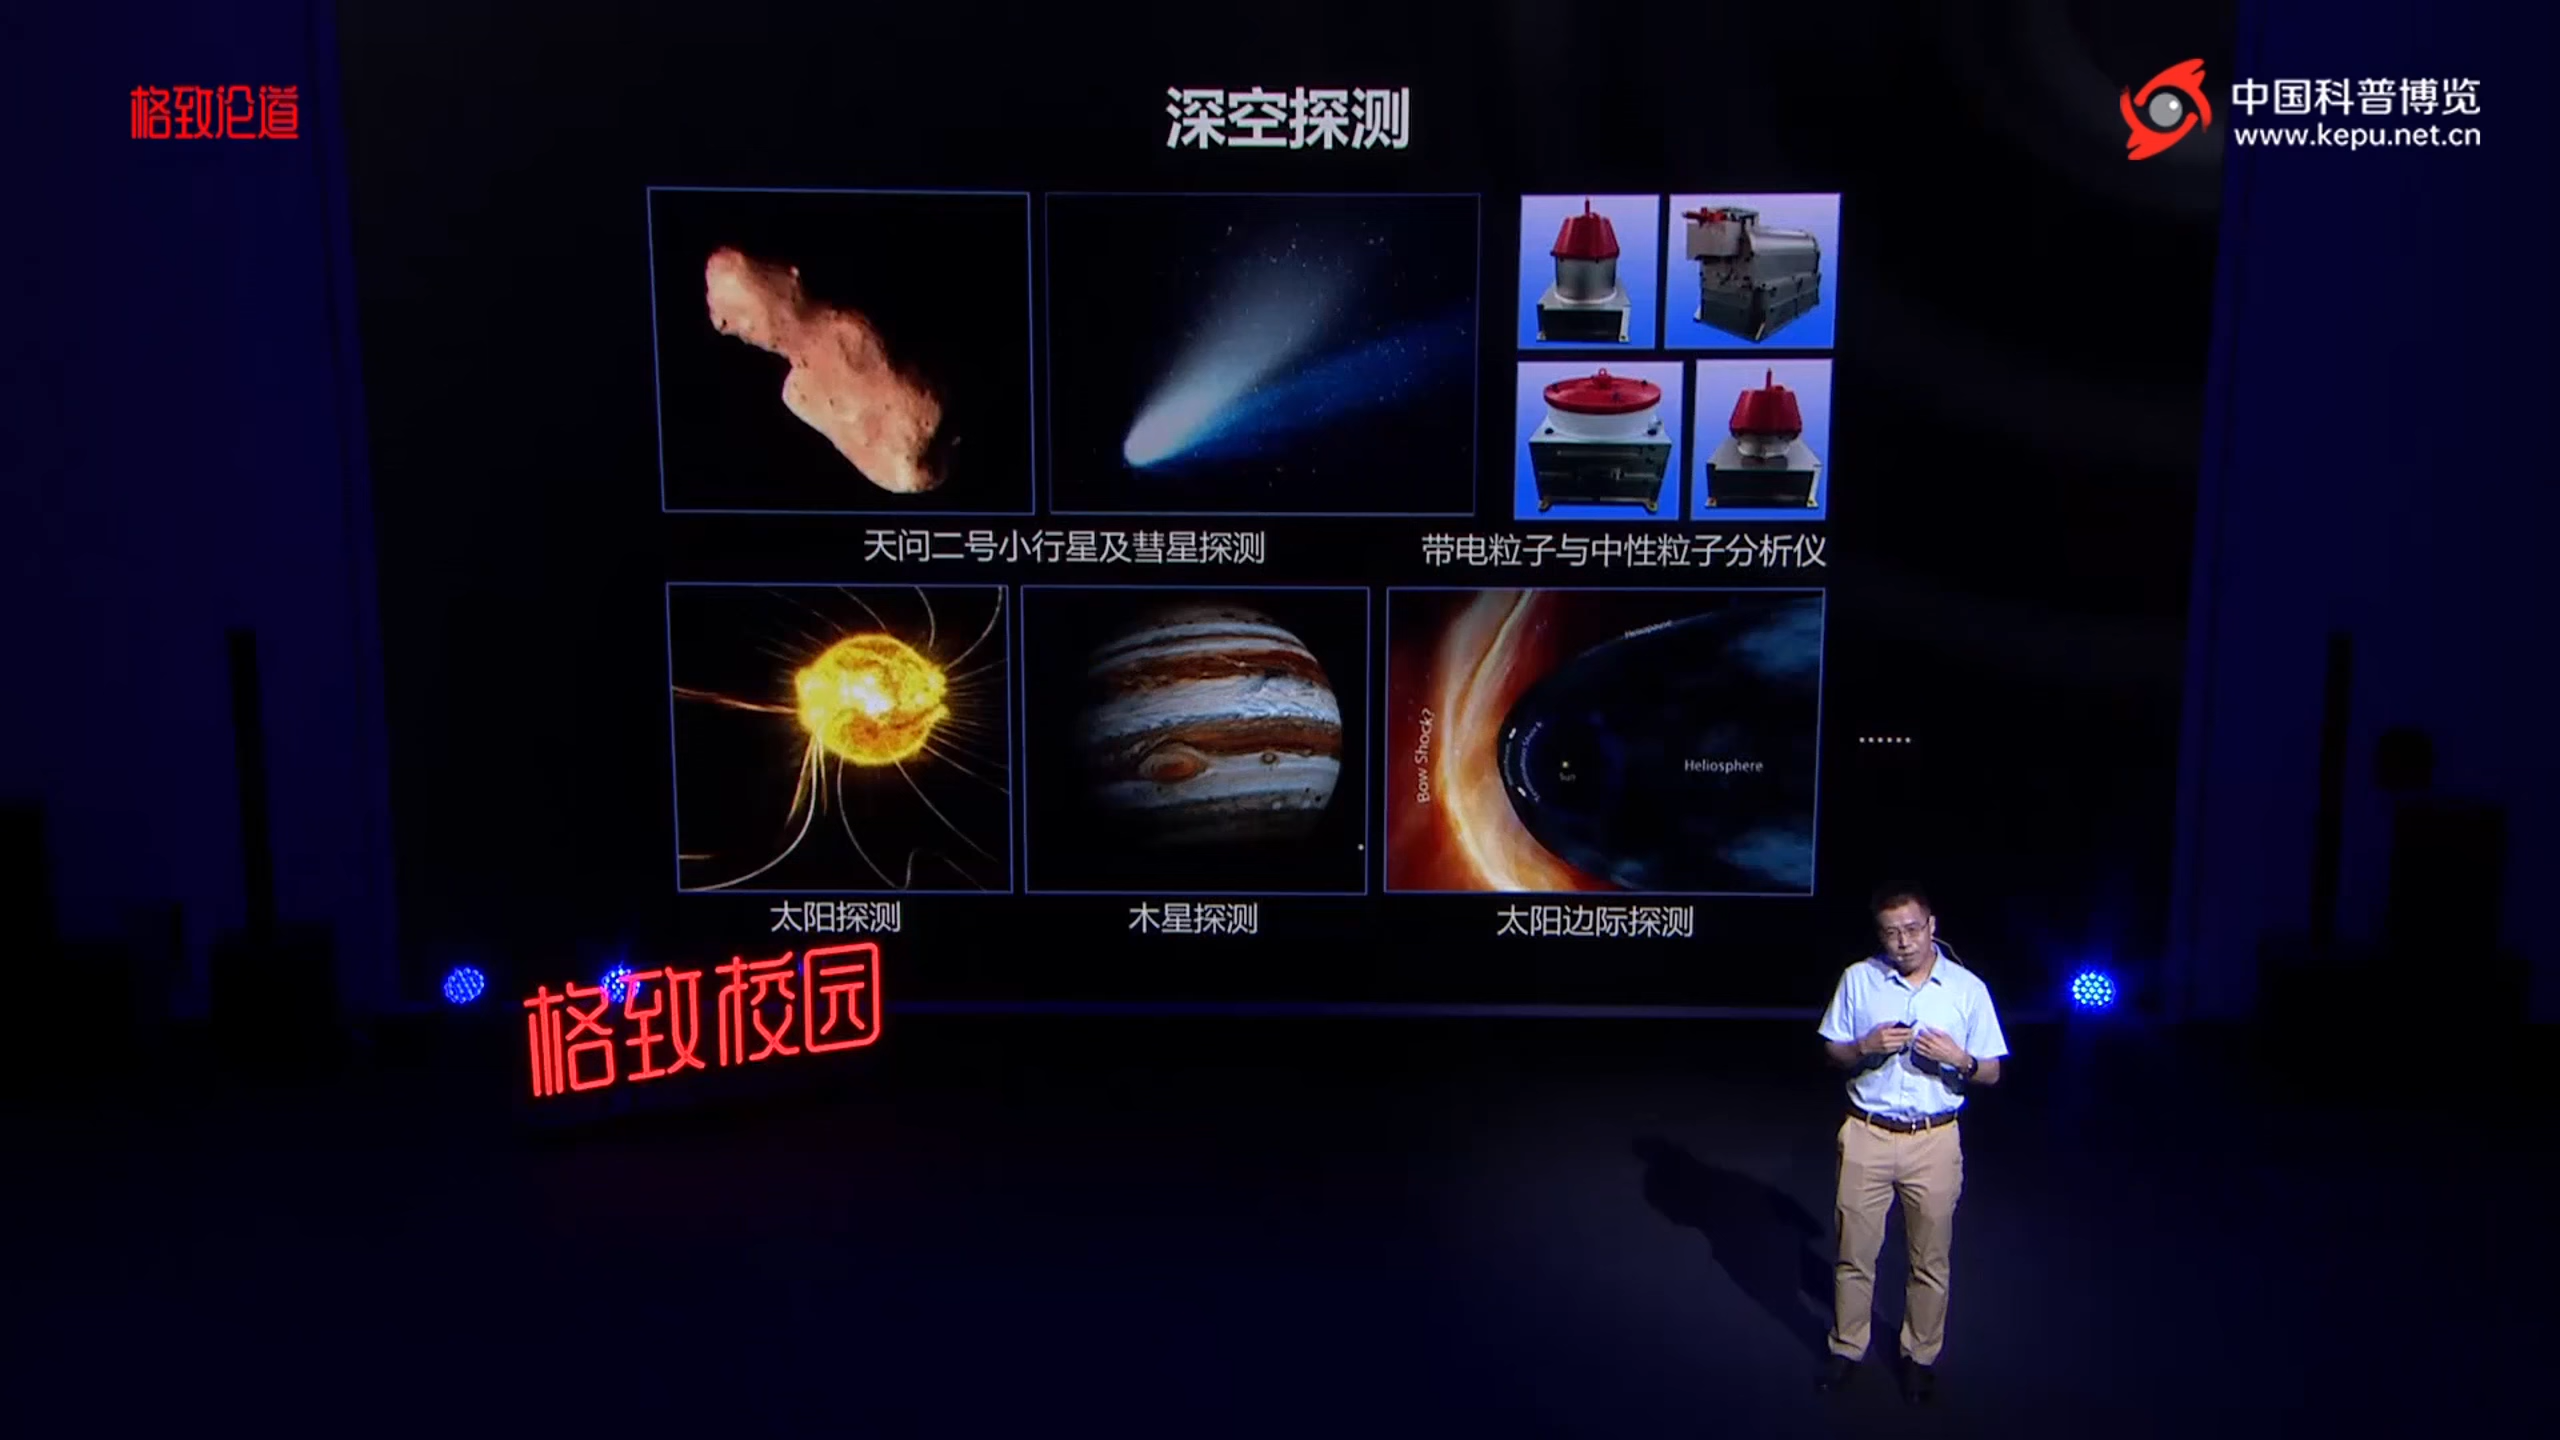 格致论道
中国科普博览
www.kepu.net.cn
深空探测
天问二号小行星及彗星探测
带电粒子与中性粒子分析仪
Heliosphere
Bow Shock?
Sun
Heliosphere
……
太阳探测
木星探测
太阳边际探测
格致校园